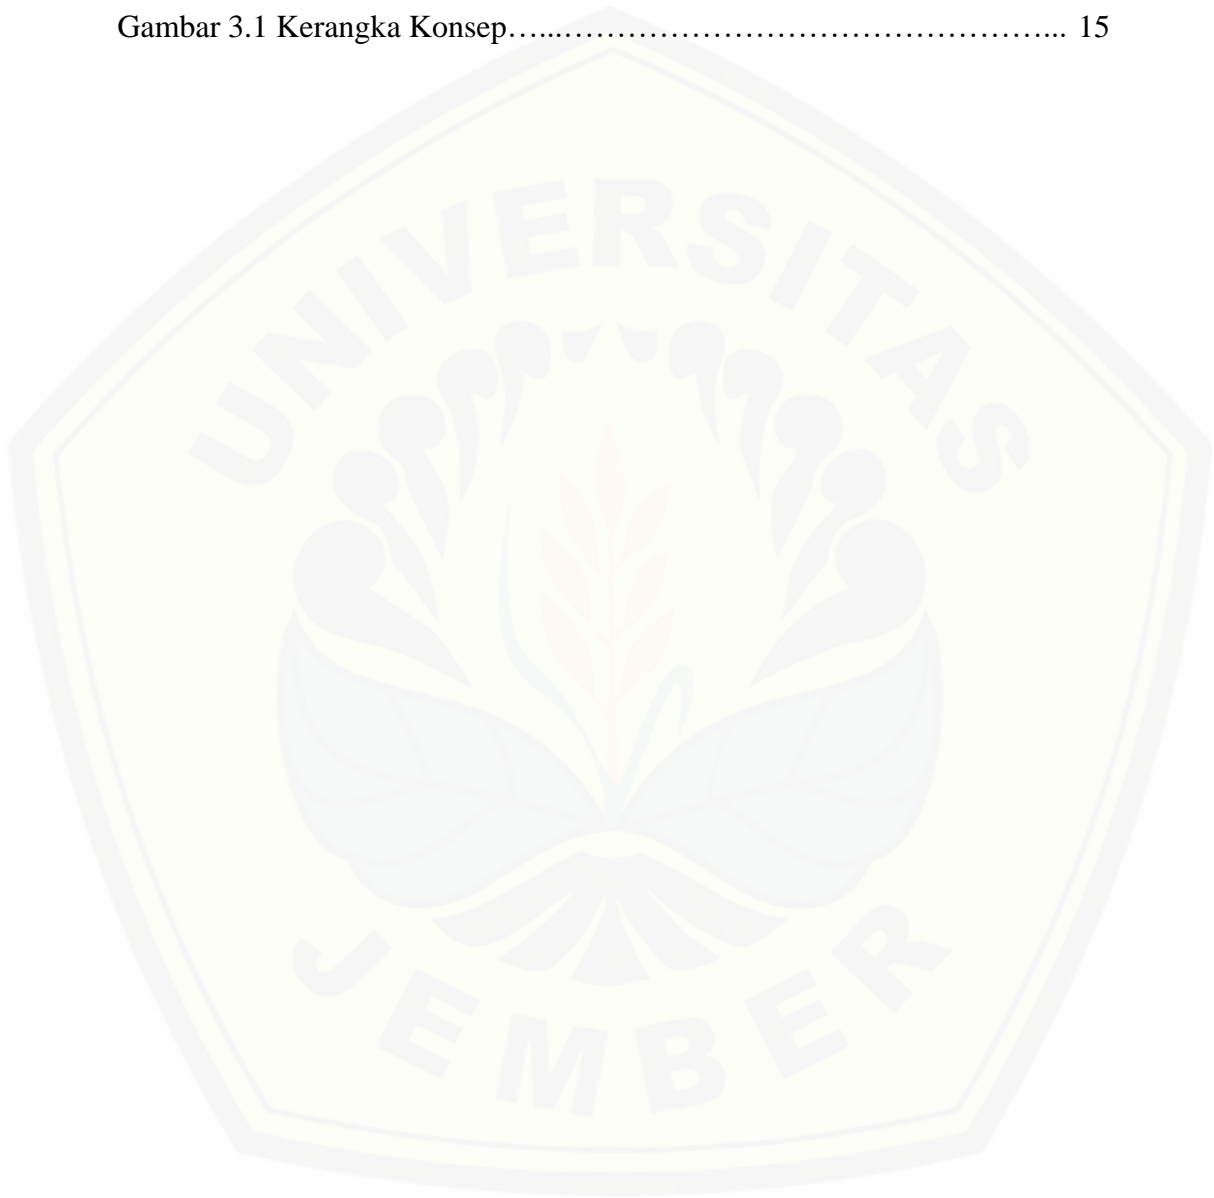 Gambar 3.1 Kerangka Konsep…...………………………………………... 15
UNIVERSITAS
JEMBER